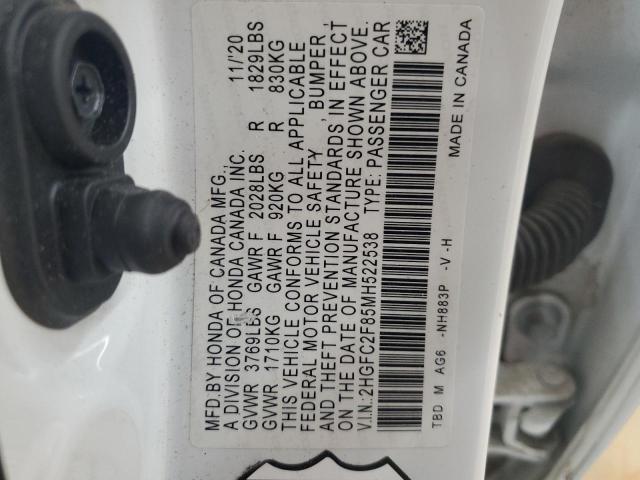 MFD.BY HONDA OF CANADA MFG., 11/'20
A DIVISION OF HONDA CANADA INC.
GVWR 3769LBS GAWR F 2028LBS R 1829LBS
GVWR 1710KG GAWR F 920KG R 830KG
THIS VEHICLE CONFORMS TO ALL APPLICABLE
FEDERAL MOTOR VEHICLE SAFETY, BUMPER,
AND THEFT PREVENTION STANDARDS IN EFFECT
ON THE DATE OF MANUFACTURE SHOWN ABOVE.
V.I.N.:2HGFC2F85MH522538 TYPE: PASSENGER CAR
TBD M AG6 -NH883P -V -H
MADE IN CANADA